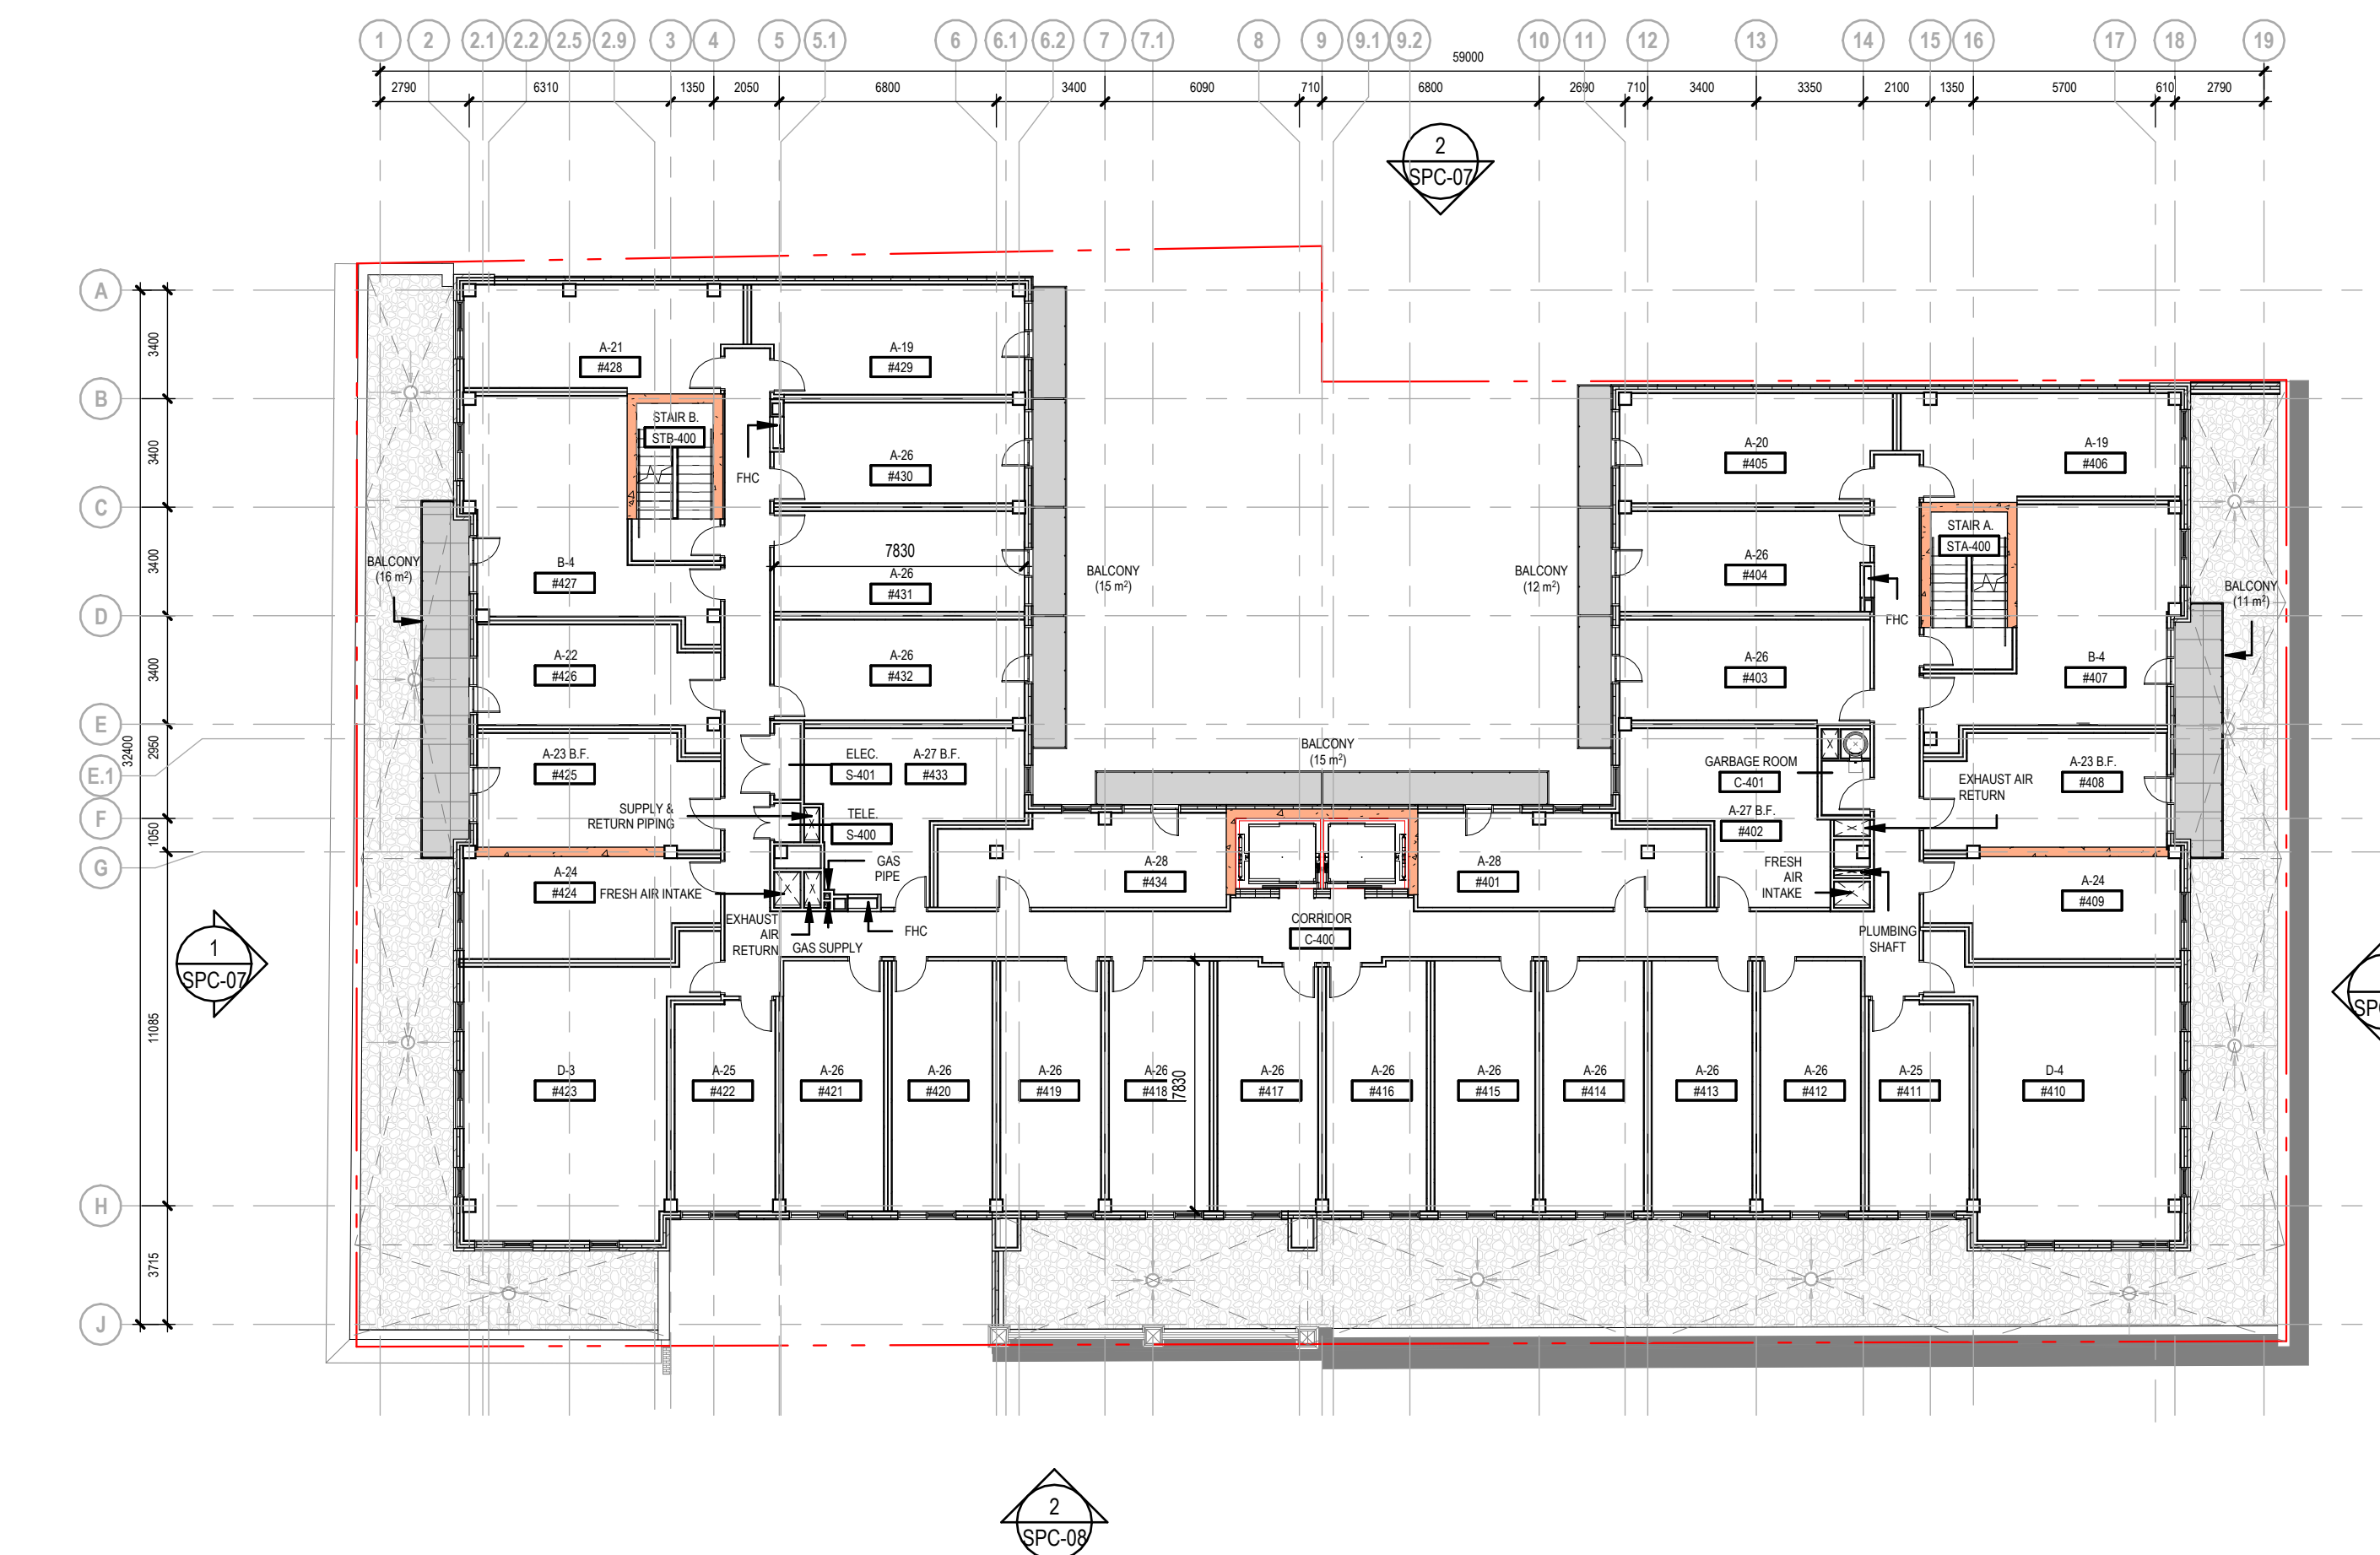 1 2 2.1 2.2 2.5 2.9 3 4 5 5.1 6 6.1 6.2 7 7.1 8 9 9.1 9.2 10 11 12 13 14 15 16 17 18 19
59000
2790 6310 1350 2050 6800 3400 6090 710 6800 2690 710 3400 3350 2100 1350 5700 610 2790
2
SPC-07
A
B
C
D
E
E.1
F
G
H
J
3400
3400
3400
3400
2950
1050
11085
3715
32400
A-21
#428
A-19
#429
STAIR B.
STB-400
FHC
A-26
#430
7830
A-26
#431
BALCONY
(16 m²)
B-4
#427
BALCONY
(15 m²)
A-22
#426
A-26
#432
A-23 B.F.
#425
ELEC.
S-401
A-27 B.F.
#433
SUPPLY &
RETURN PIPING
TELE.
S-400
GAS
PIPE
A-24
#424
FRESH AIR INTAKE
EXHAUST
AIR
RETURN
GAS SUPPLY
FHC
BALCONY
(15 m²)
A-28
#434
A-28
#401
CORRIDOR
C-400
A-20
#405
A-19
#406
BALCONY
(12 m²)
A-26
#404
STAIR A.
STA-400
FHC
BALCONY
(11 m²)
A-26
#403
B-4
#407
GARBAGE ROOM
C-401
A-27 B.F.
#402
EXHAUST AIR
RETURN
A-23 B.F.
#408
FRESH
AIR
INTAKE
A-24
#409
PLUMBING
SHAFT
1
SPC-07
D-3
#423
A-25
#422
A-26
#421
A-26
#420
A-26
#419
A-26
#418
7830
A-26
#417
A-26
#416
A-26
#415
A-26
#414
A-26
#413
A-26
#412
A-25
#411
D-4
#410
2
SPC-08